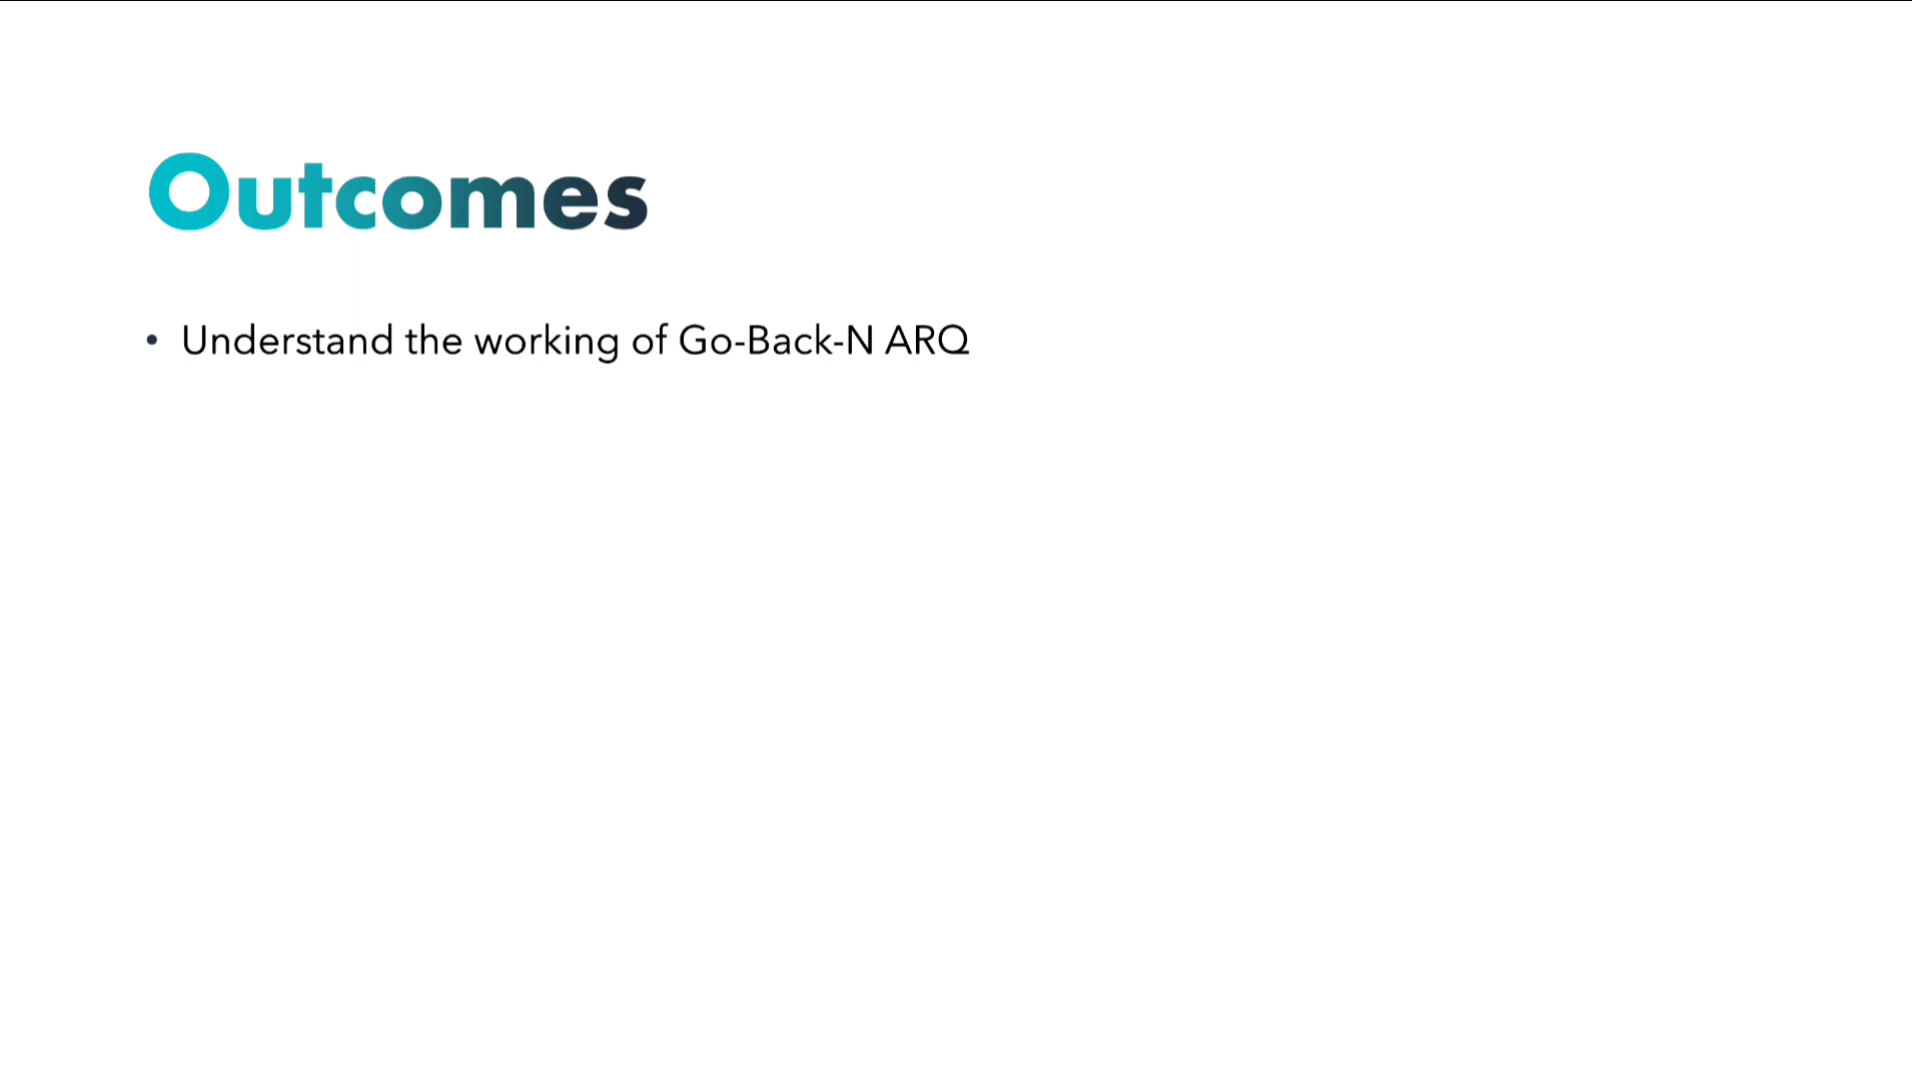 Outcomes
• Understand the working of Go-Back-N ARQ